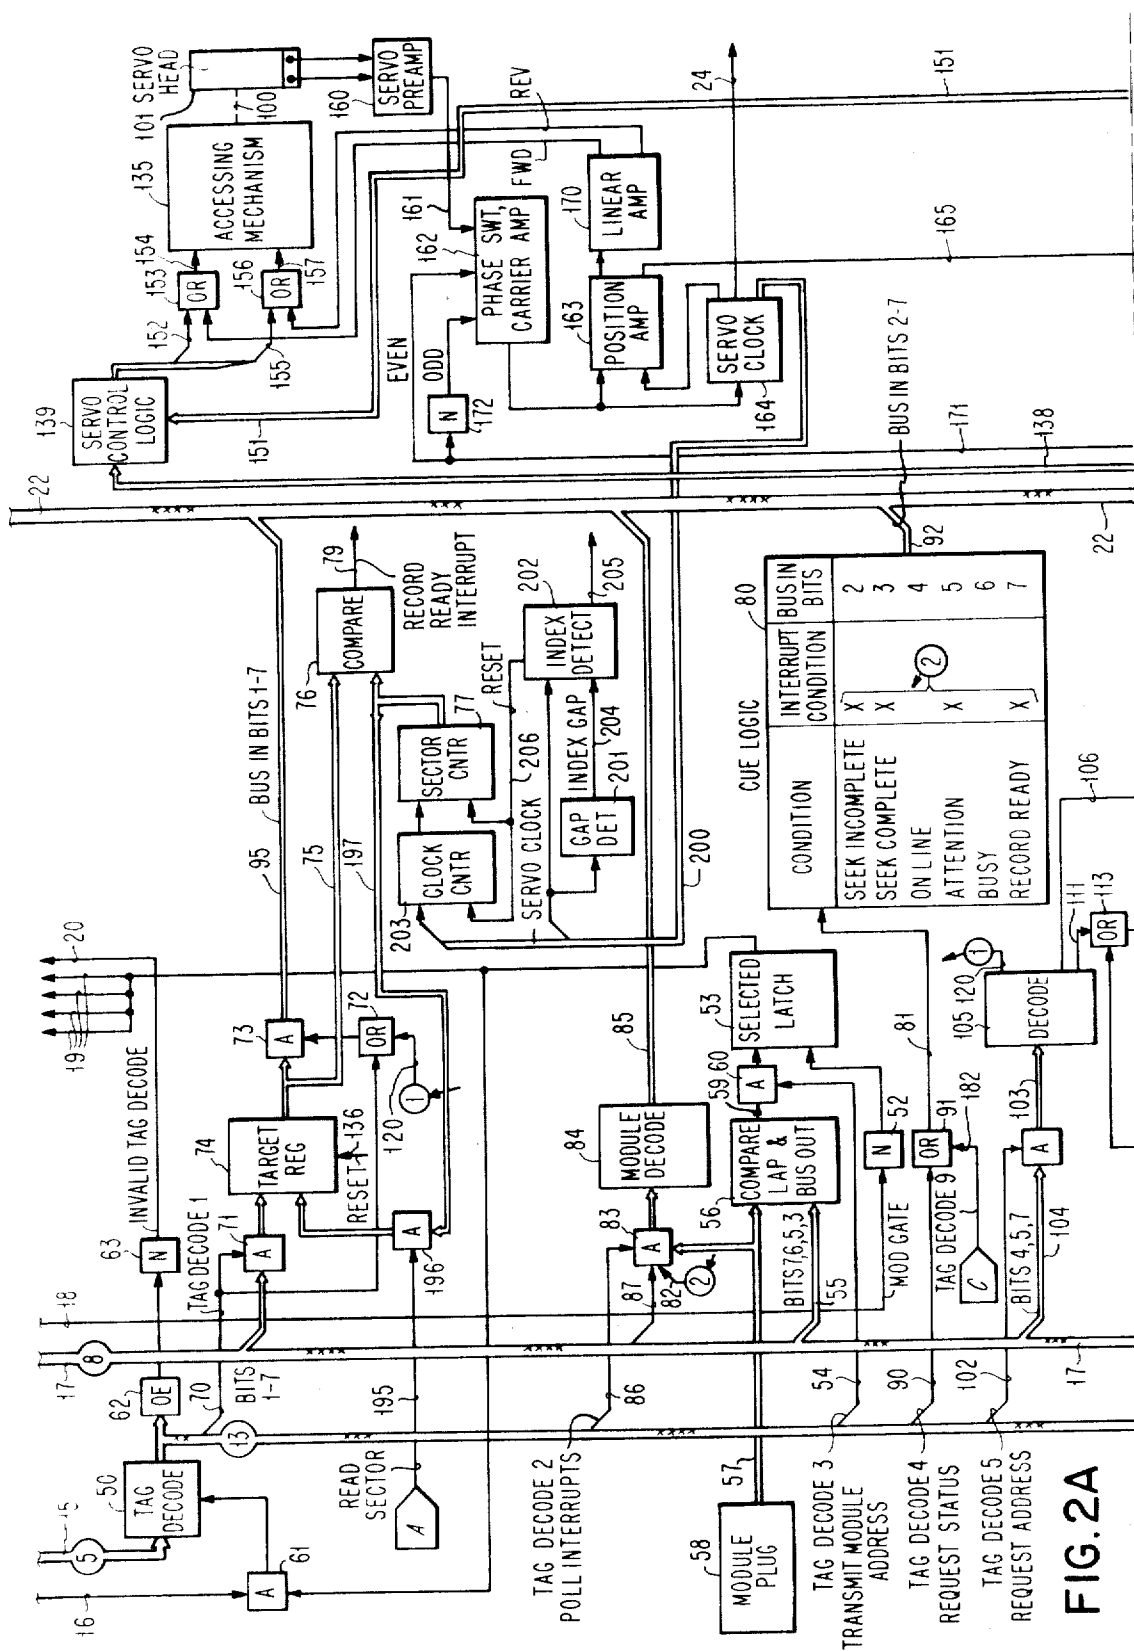 16
15
5
TAG
DECODE
50
A
61
62
OE
70
13
63
N
INVALID TAG DECODE
17
8
18
19
20
TAG DECODE 1
71
A
BITS
1-7
74
TARGET
REG
RESET
136
73
A
72
OR
120
1
95
BUS IN BITS 1-7
75
197
READ
SECTOR
A
195
196
A
76
COMPARE
79
RECORD
READY
INTERRUPT
203
CLOCK
CNTR
SECTOR
CNTR
77
RESET
206
SERVO CLOCK
GAP
DET
201
INDEX GAP
204
INDEX
DETECT
202
205
200
22
TAG DECODE 2
POLL INTERRUPTS
86
87
82
2
83
A
84
MODULE
DECODE
85
58
MODULE
PLUG
57
56
COMPARE
LAP &
BUS OUT
BITS 7,6,5,3
55
59
60
A
53
SELECTED
LATCH
TAG DECODE 3
TRANSMIT MODULE
ADDRESS
54
MOD GATE
N
52
TAG DECODE 4
REQUEST STATUS
90
TAG DECODE 9
C
OR
91
182
81
TAG DECODE 5
REQUEST ADDRESS
102
BITS 4,5,7
104
A
103
105
120
1
DECODE
111
OR
113
106
17
CUE LOGIC
80
CONDITION
INTERRUPT
CONDITION
BUS IN
BITS
SEEK INCOMPLETE X 2
SEEK COMPLETE X 3
ON LINE 4
ATTENTION X 5
BUSY 6
RECORD READY X 7
2
92
BUS IN BITS 2-7
22
138
171
139
SERVO
CONTROL
LOGIC
151
152
155
153
OR
154
156
OR
157
135
ACCESSING
MECHANISM
100
101
SERVO
HEAD
160
SERVO
PREAMP
161
EVEN
ODD
N
172
162
PHASE SWT,
CARRIER AMP
FWD
REV
163
POSITION
AMP
170
LINEAR
AMP
164
SERVO
CLOCK
24
165
151
FIG. 2A